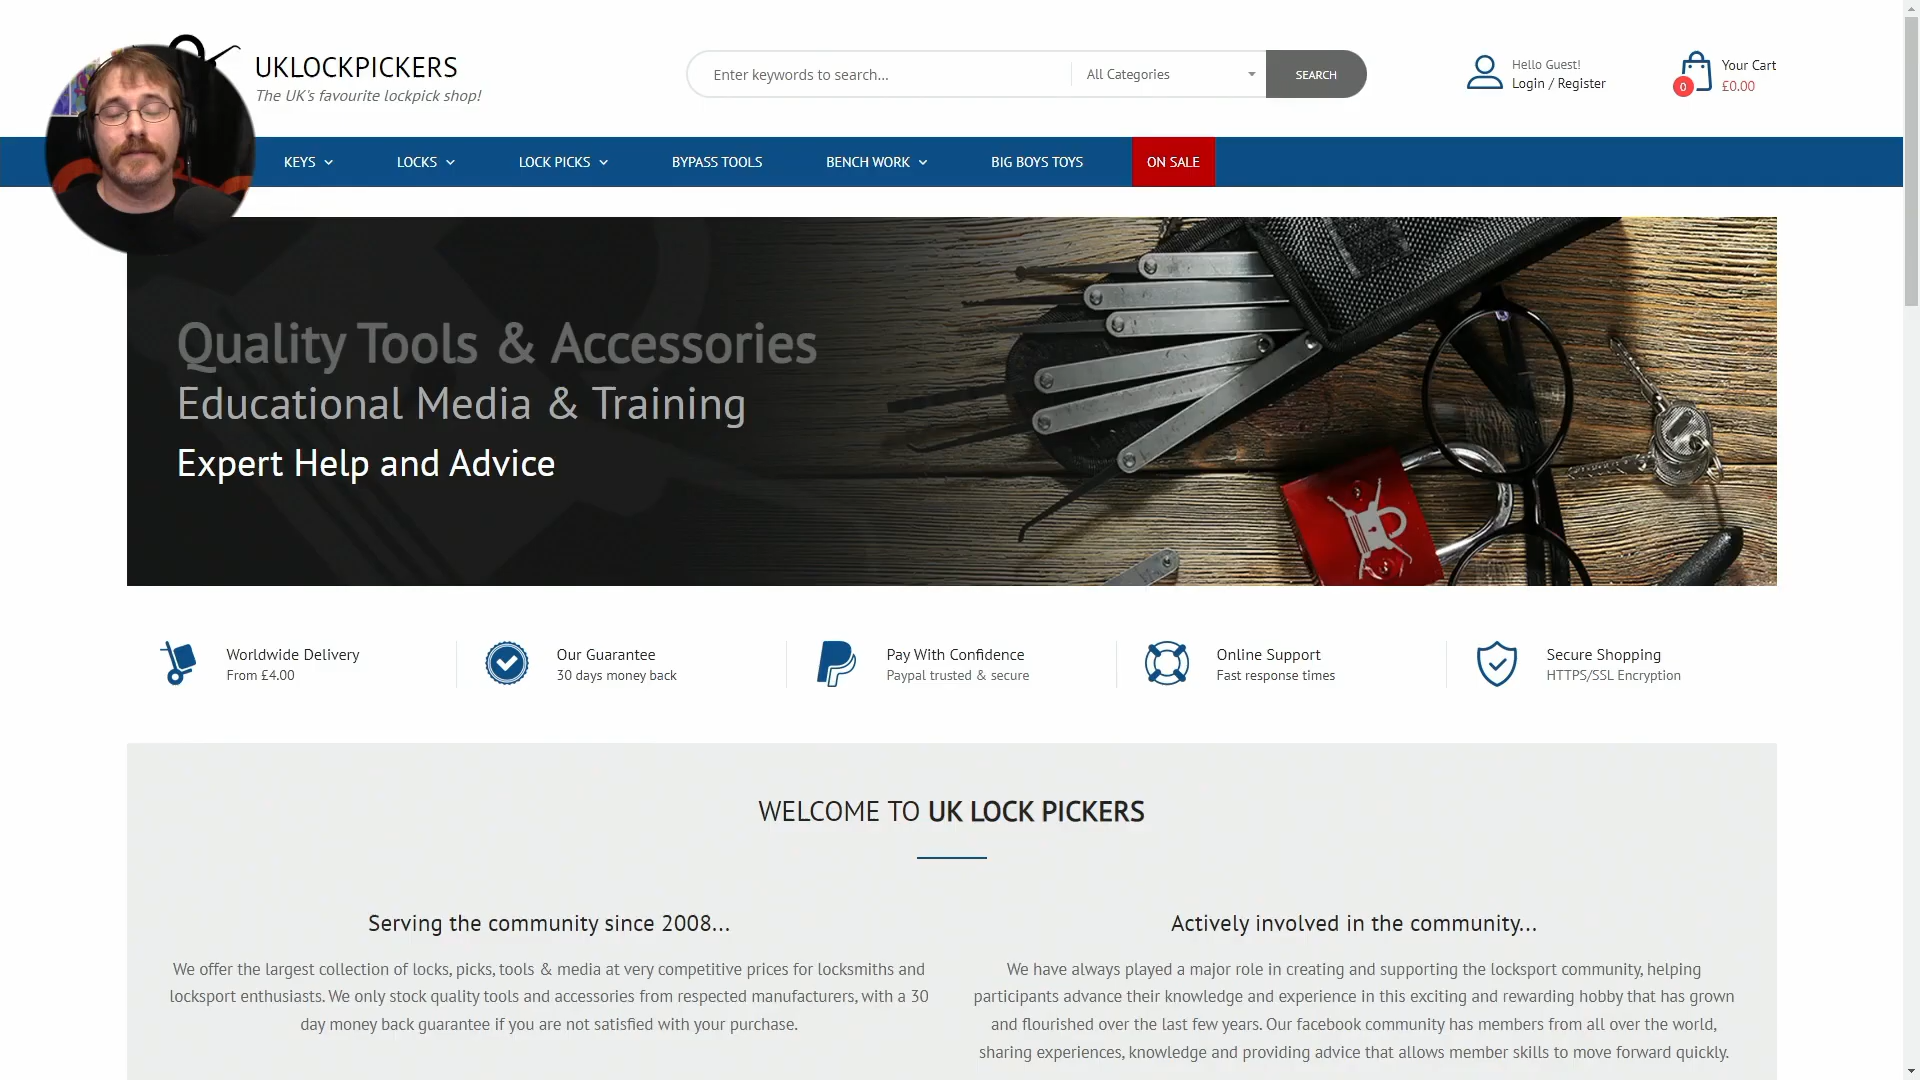 UKLOCKPICKERS
The UK's favourite lockpick shop!
Enter keywords to search...
All Categories
SEARCH
Hello Guest!
Login / Register
0
Your Cart
£0.00
KEYS
LOCKS
LOCK PICKS
BYPASS TOOLS
BENCH WORK
BIG BOYS TOYS
ON SALE
Quality Tools & Accessories
Educational Media & Training
Expert Help and Advice
Worldwide Delivery
From £4.00
Our Guarantee
30 days money back
Pay With Confidence
Paypal trusted & secure
Online Support
Fast response times
Secure Shopping
HTTPS/SSL Encryption
WELCOME TO UK LOCK PICKERS
Serving the community since 2008...
We offer the largest collection of locks, picks, tools & media at very competitive prices for locksmiths and
locksport enthusiasts. We only stock quality tools and accessories from respected manufacturers, with a 30
day money back guarantee if you are not satisfied with your purchase.
Actively involved in the community...
We have always played a major role in creating and supporting the locksport community, helping
participants advance their knowledge and experience in this exciting and rewarding hobby that has grown
and flourished over the last few years. Our facebook community has members from all over the world,
sharing experiences, knowledge and providing advice that allows member skills to move forward quickly.